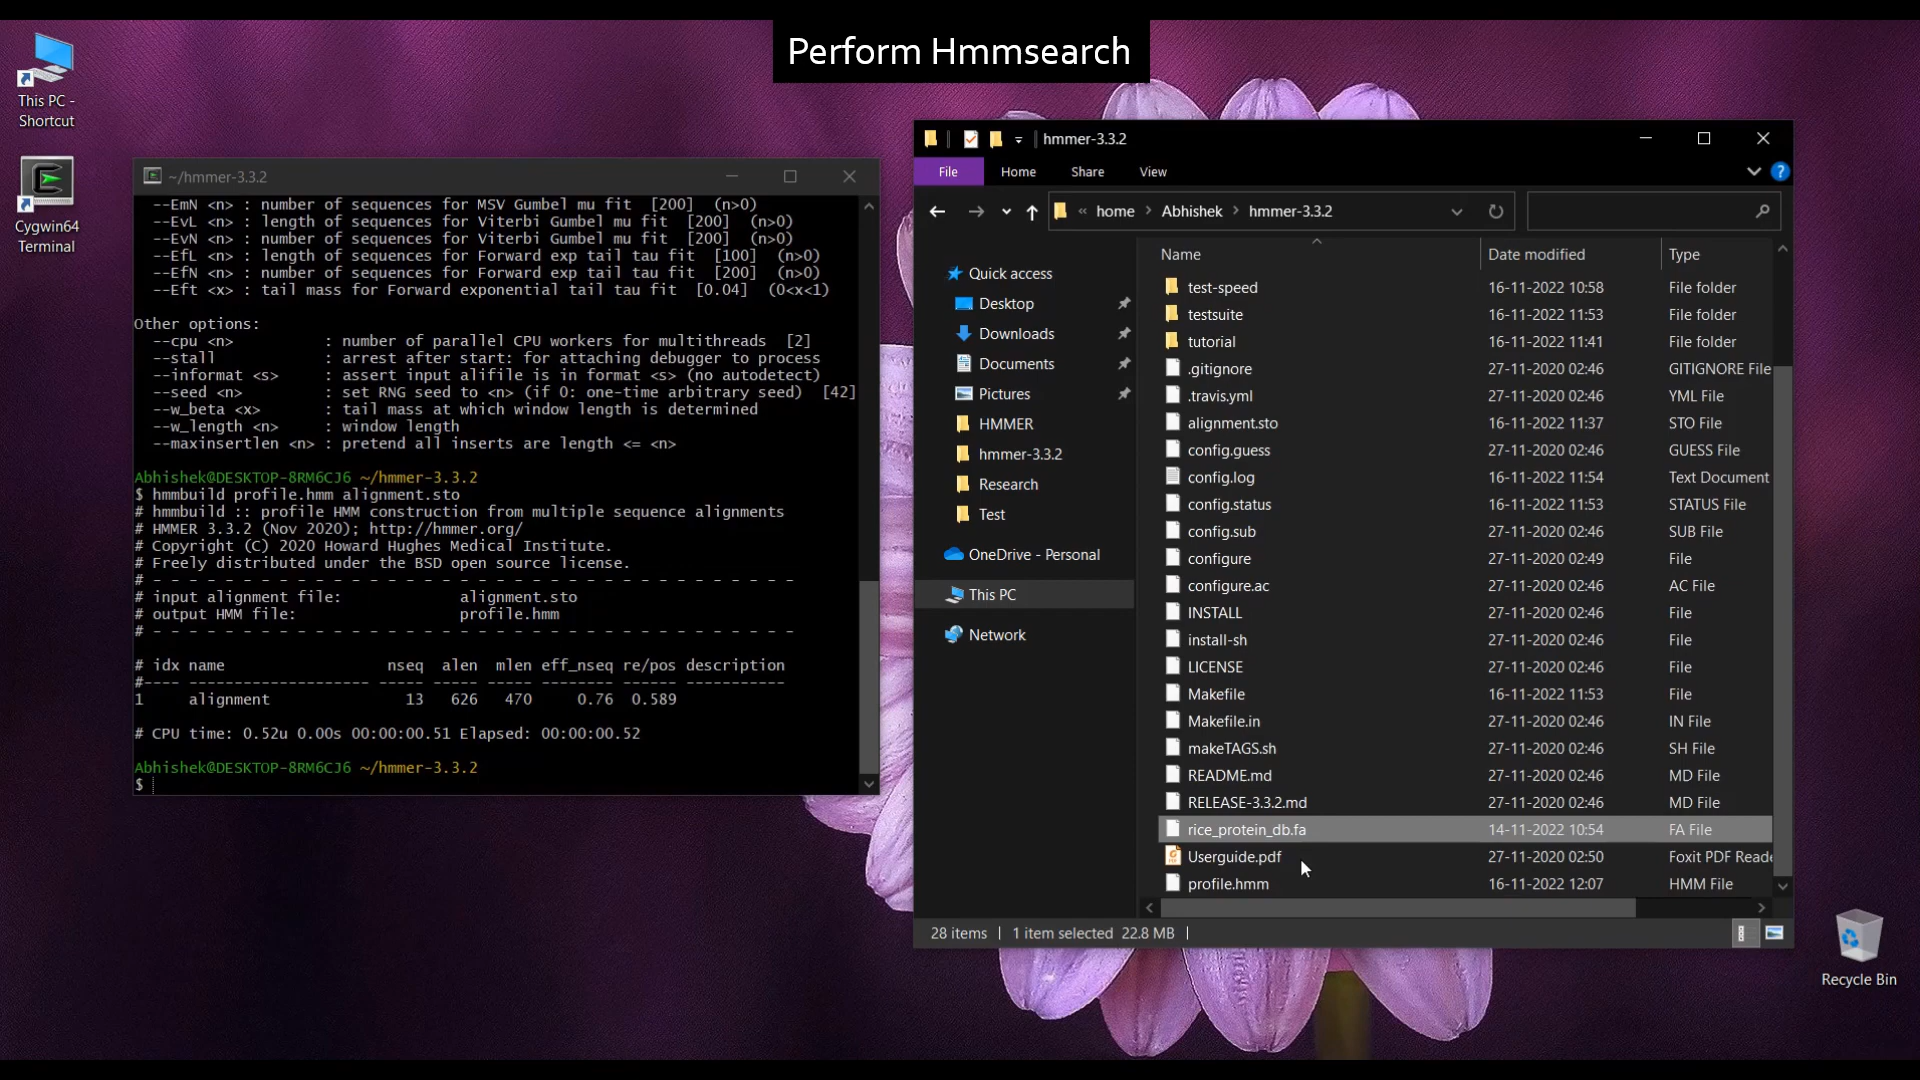 Perform Hmmsearch
This PC -
Shortcut
Cygwin64
Terminal
~/hmmer-3.3.2
--EmN <n> : number of sequences for MSV Gumbel mu fit [200] (n>0)
--EvL <n> : length of sequences for Viterbi Gumbel mu fit [200] (n>0)
--EvN <n> : number of sequences for Viterbi Gumbel mu fit [200] (n>0)
--EfL <n> : length of sequences for Forward exp tail tau fit [100] (n>0)
--EfN <n> : number of sequences for Forward exp tail tau fit [200] (n>0)
--Eft <x> : tail mass for Forward exponential tail tau fit [0.04] (0<x<1)
Other options:
--cpu <n> : number of parallel CPU workers for multithreads [2]
--stall : arrest after start: for attaching debugger to process
--informat <s> : assert input alifile is in format <s> (no autodetect)
--seed <n> : set RNG seed to <n> (if 0: one-time arbitrary seed) [42]
--w_beta <x> : tail mass at which window length is determined
--w_length <n> : window length
--maxinsertlen <n> : pretend all inserts are length <= <n>
Abhishek@DESKTOP-8RM6CJ6 ~/hmmer-3.3.2
$ hmmbuild profile.hmm alignment.sto
# hmmbuild :: profile HMM construction from multiple sequence alignments
# HMMER 3.3.2 (Nov 2020); http://hmmer.org/
# Copyright (C) 2020 Howard Hughes Medical Institute.
# Freely distributed under the BSD open source license.
# - - - - - - - - - - - - - - - - - - - - - - - - - - - - - - - - - - - -
# input alignment file: alignment.sto
# output HMM file: profile.hmm
# - - - - - - - - - - - - - - - - - - - - - - - - - - - - - - - - - - - -
# idx name nseq alen mlen eff_nseq re/pos description
#---- -------------------- ----- ----- ----- -------- ------ -----------
1 alignment 13 626 470 0.76 0.589
# CPU time: 0.52u 0.00s 00:00:00.51 Elapsed: 00:00:00.52
Abhishek@DESKTOP-8RM6CJ6 ~/hmmer-3.3.2
$
hmmer-3.3.2
File Home Share View
« home > Abhishek > hmmer-3.3.2
Quick access
Desktop
Downloads
Documents
Pictures
HMMER
hmmer-3.3.2
Research
Test
OneDrive - Personal
This PC
Network
Name Date modified Type
test-speed 16-11-2022 10:58 File folder
testsuite 16-11-2022 11:53 File folder
tutorial 16-11-2022 11:41 File folder
.gitignore 27-11-2020 02:46 GITIGNORE File
.travis.yml 27-11-2020 02:46 YML File
alignment.sto 16-11-2022 11:37 STO File
config.guess 27-11-2020 02:46 GUESS File
config.log 16-11-2022 11:54 Text Document
config.status 16-11-2022 11:53 STATUS File
config.sub 27-11-2020 02:46 SUB File
configure 27-11-2020 02:49 File
configure.ac 27-11-2020 02:46 AC File
INSTALL 27-11-2020 02:46 File
install-sh 27-11-2020 02:46 File
LICENSE 27-11-2020 02:46 File
Makefile 16-11-2022 11:53 File
Makefile.in 27-11-2020 02:46 IN File
makeTAGS.sh 27-11-2020 02:46 SH File
README.md 27-11-2020 02:46 MD File
RELEASE-3.3.2.md 27-11-2020 02:46 MD File
rice_protein_db.fa 14-11-2022 10:54 FA File
Userguide.pdf 27-11-2020 02:50 Foxit PDF Reade
profile.hmm 16-11-2022 12:07 HMM File
28 items 1 item selected 22.8 MB
Recycle Bin